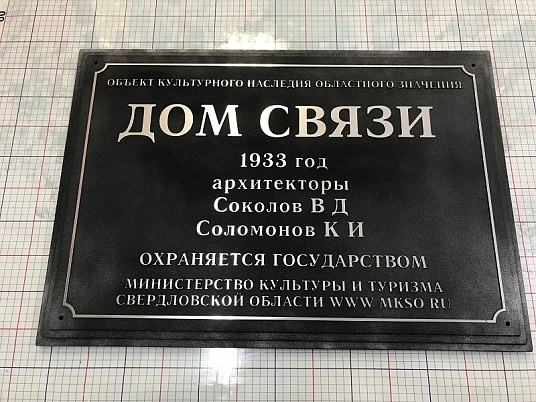 ОБЪЕКТ КУЛЬТУРНОГО НАСЛЕДИЯ ОБЛАСТНОГО ЗНАЧЕНИЯ
ДОМ СВЯЗИ
1933 год
архитекторы
Соколов В Д
Соломонов К И
ОХРАНЯЕТСЯ ГОСУДАРСТВОМ
МИНИСТЕРСТВО КУЛЬТУРЫ И ТУРИЗМА
СВЕРДЛОВСКОЙ ОБЛАСТИ WWW MKSO RU